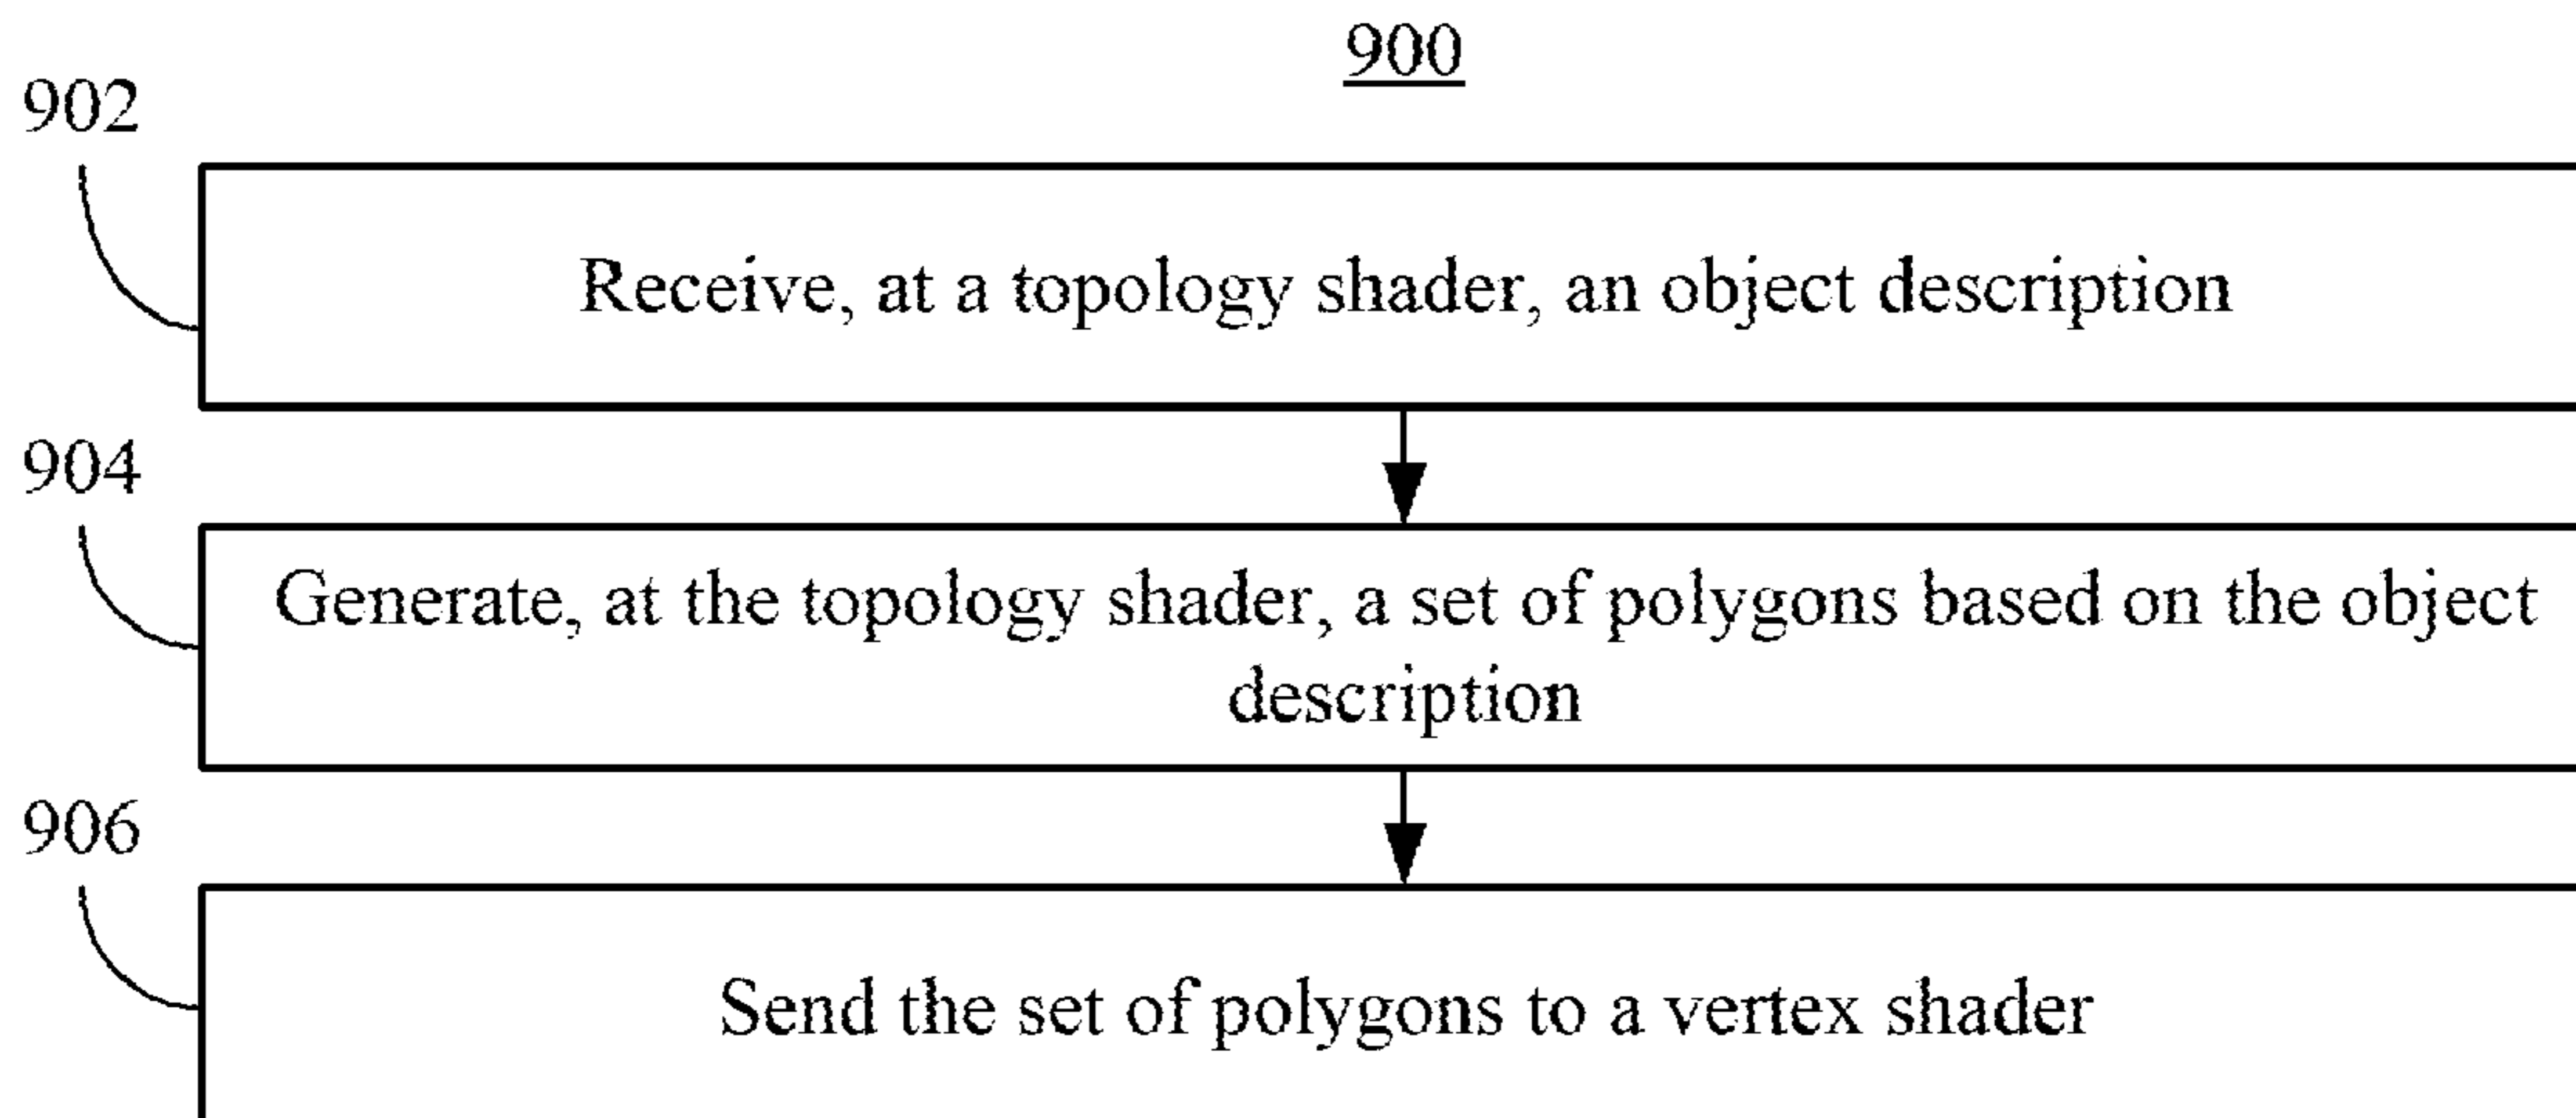 900
902
Receive, at a topology shader, an object description
904
Generate, at the topology shader, a set of polygons based on the object
description
906
Send the set of polygons to a vertex shader